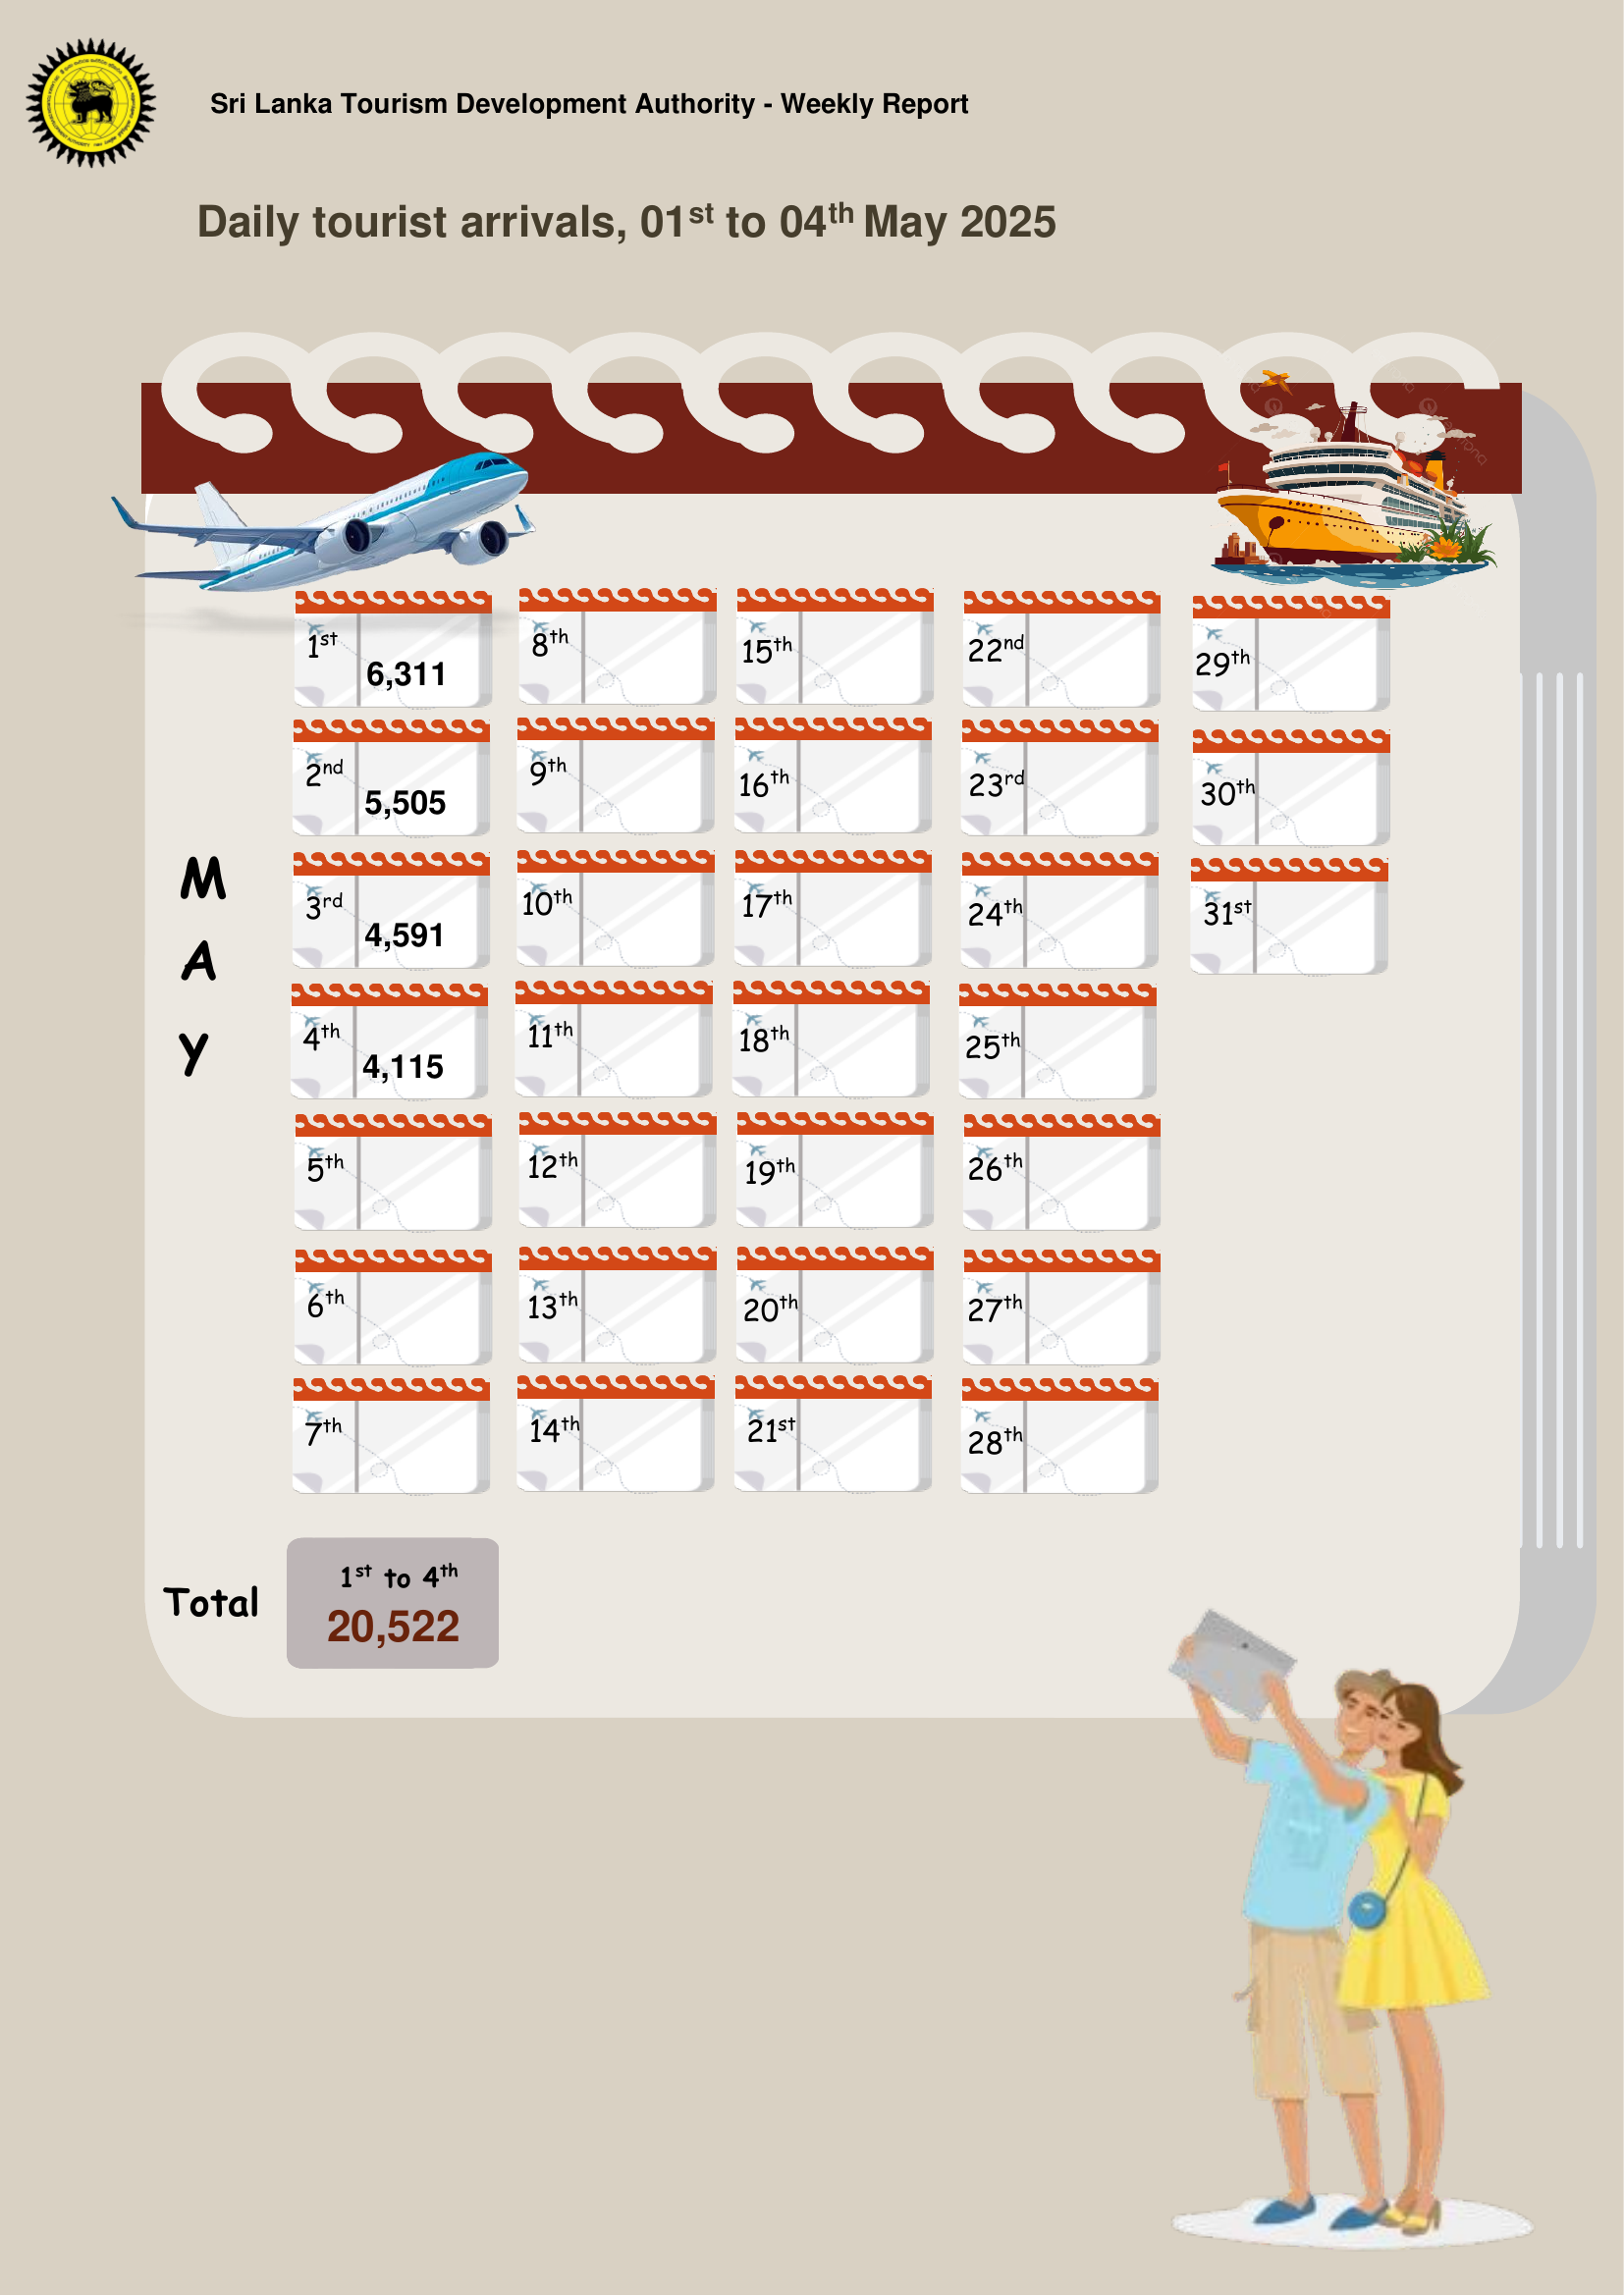 Sri Lanka Tourism Development Authority - Weekly Report
Daily tourist arrivals, 01st to 04th May 2025
MAY
1st 6,311
2nd 5,505
3rd 4,591
4th 4,115
5th
6th
7th
8th
9th
10th
11th
12th
13th
14th
15th
16th
17th
18th
19th
20th
21st
22nd
23rd
24th
25th
26th
27th
28th
29th
30th
31st
Total
1st to 4th
20,522